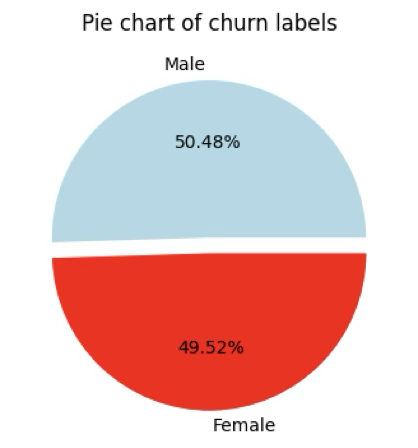 Pie chart of churn labels
Male
50.48%
49.52%
Female